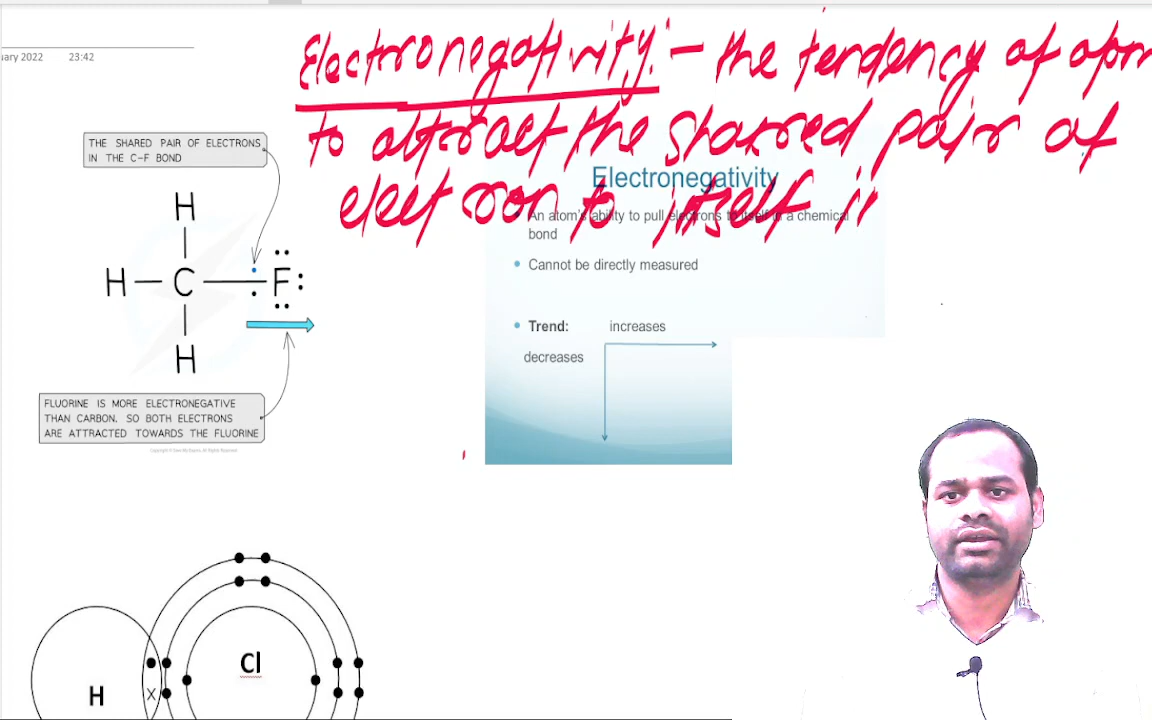 uary 2022 23:42
Electronegativity:- the tendency of atom
to attract the shared pair of
electron to itself in
THE SHARED PAIR OF ELECTRONS
IN THE C-F BOND
H
H C F
H
FLUORINE IS MORE ELECTRONEGATIVE
THAN CARBON. SO BOTH ELECTRONS
ARE ATTRACTED TOWARDS THE FLUORINE
Electronegativity
An atom's ability to pull electrons to itself in a chemical
bond
Cannot be directly measured
Trend: increases
decreases
Cl
H X